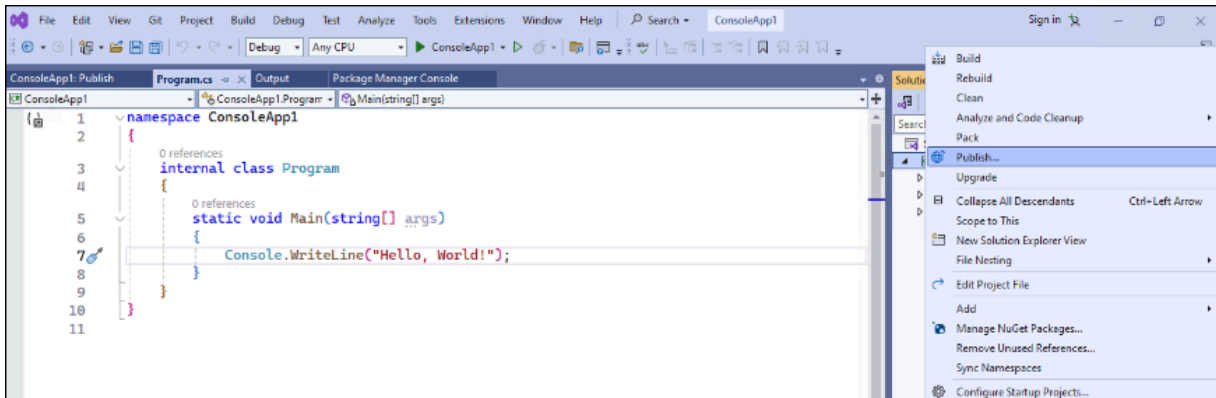 File Edit View Git Project Build Debug Test Analyze Tools Extensions Window Help Search ConsoleApp1 Sign in
Debug Any CPU ConsoleApp1
ConsoleApp1: Publish Program.cs Output Package Manager Console
ConsoleApp1 ConsoleApp1.Program Main(string[] args)
1 namespace ConsoleApp1
2 {
0 references
3 internal class Program
4 {
0 references
5 static void Main(string[] args)
6 {
7 Console.WriteLine("Hello, World!");
8 }
9 }
10 }
11
Solutio
Searc
Build
Rebuild
Clean
Analyze and Code Cleanup
Pack
Publish...
Upgrade
Collapse All Descendants Ctrl+Left Arrow
Scope to This
New Solution Explorer View
File Nesting
Edit Project File
Add
Manage NuGet Packages...
Remove Unused References...
Sync Namespaces
Configure Startup Projects...